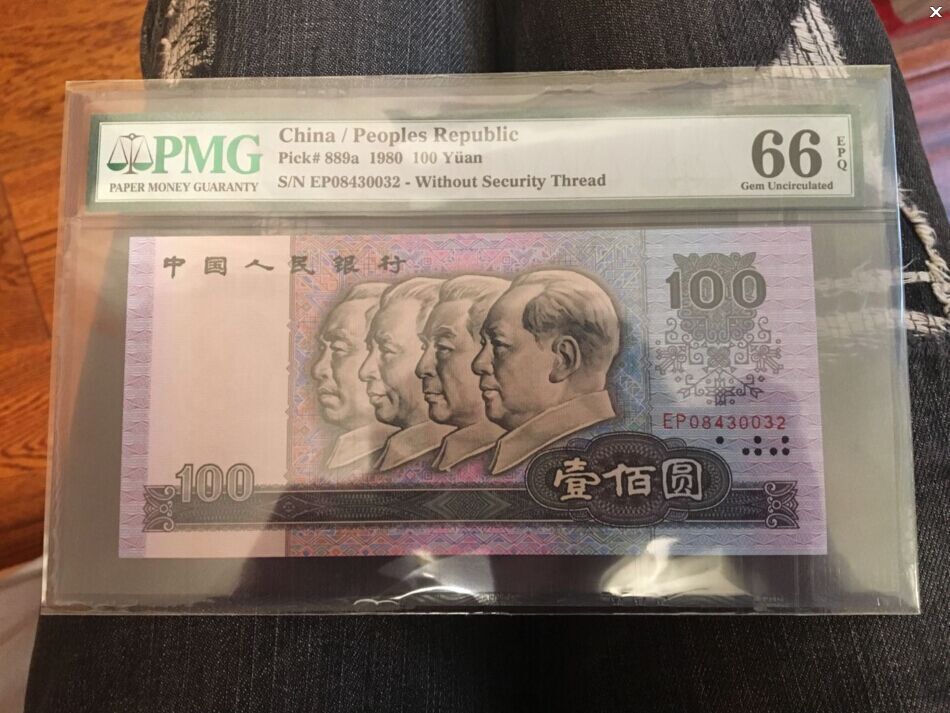 PMG
PAPER MONEY GUARANTY
China / Peoples Republic
Pick# 889a 1980 100 Yüan
S/N EP08430032 - Without Security Thread
66 EPQ
Gem Uncirculated
中国人民银行
100
EP08430032
100
壹佰圆